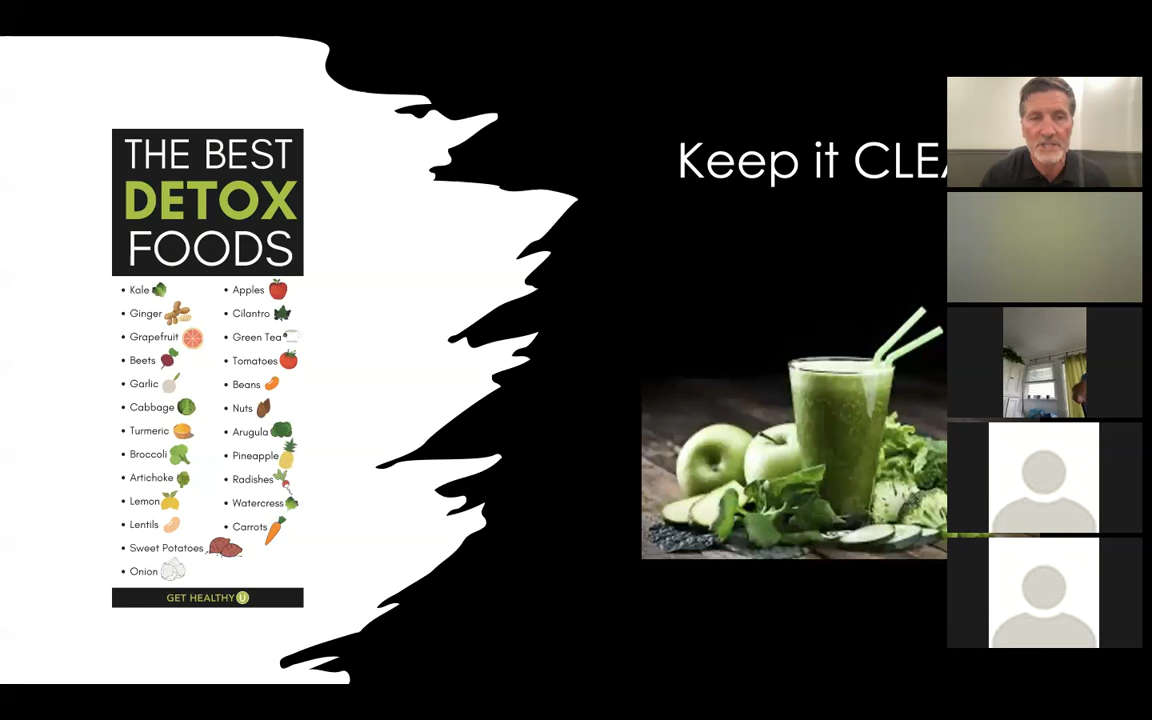 THE BEST
DETOX
FOODS
• Kale
• Ginger
• Grapefruit
• Beets
• Garlic
• Cabbage
• Turmeric
• Broccoli
• Artichoke
• Lemon
• Lentils
• Sweet Potatoes
• Onion
• Apples
• Cilantro
• Green Tea
• Tomatoes
• Beans
• Nuts
• Arugula
• Pineapple
• Radishes
• Watercress
• Carrots
GET HEALTHY U
Keep it CLEA